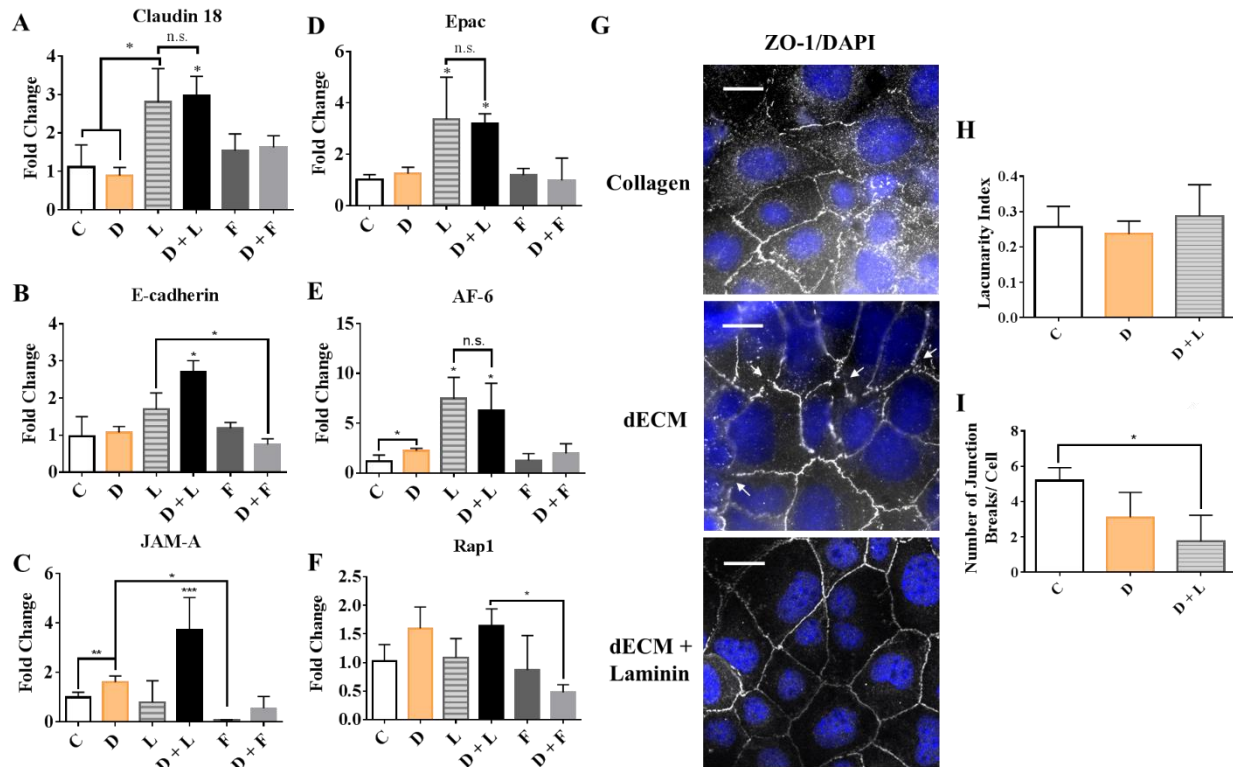 A
Claudin 18
Fold Change
5
4
3
2
1
0
*
n.s.
*
C
D
L
D + L
F
D + F
B
E-cadherin
Fold Change
4
3
2
1
0
*
*
C
D
L
D + L
F
D + F
C
JAM-A
Fold Change
6
4
2
0
**
*
***
C
D
L
D + L
F
D + F
D
Epac
Fold Change
6
4
2
0
*
n.s.
*
C
D
L
D + L
F
D + F
E
AF-6
Fold Change
15
10
5
0
*
*
n.s.
*
C
D
L
D + L
F
D + F
F
Rap1
Fold Change
2.5
2.0
1.5
1.0
0.5
0.0
*
C
D
L
D + L
F
D + F
G
ZO-1/DAPI
Collagen
dECM
dECM +
Laminin
H
Lacunarity Index
0.4
0.3
0.2
0.1
0.0
C
D
D + L
I
Number of Junction
Breaks/ Cell
8
6
4
2
0
*
C
D
D + L